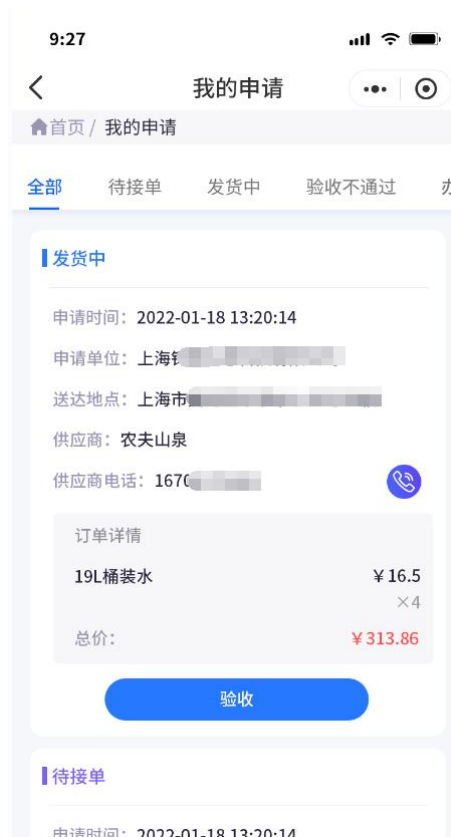 9:27
我的申请
首页/ 我的申请
全部 待接单 发货中 验收不通过
发货中
申请时间：2022-01-18 13:20:14
申请单位：上海
送达地点：上海市
供应商：农夫山泉
供应商电话：167
订单详情
19L桶装水 ￥16.5
×4
总价： ￥313.86
验收
待接单
申请时间：2022-01-18 13:20:14